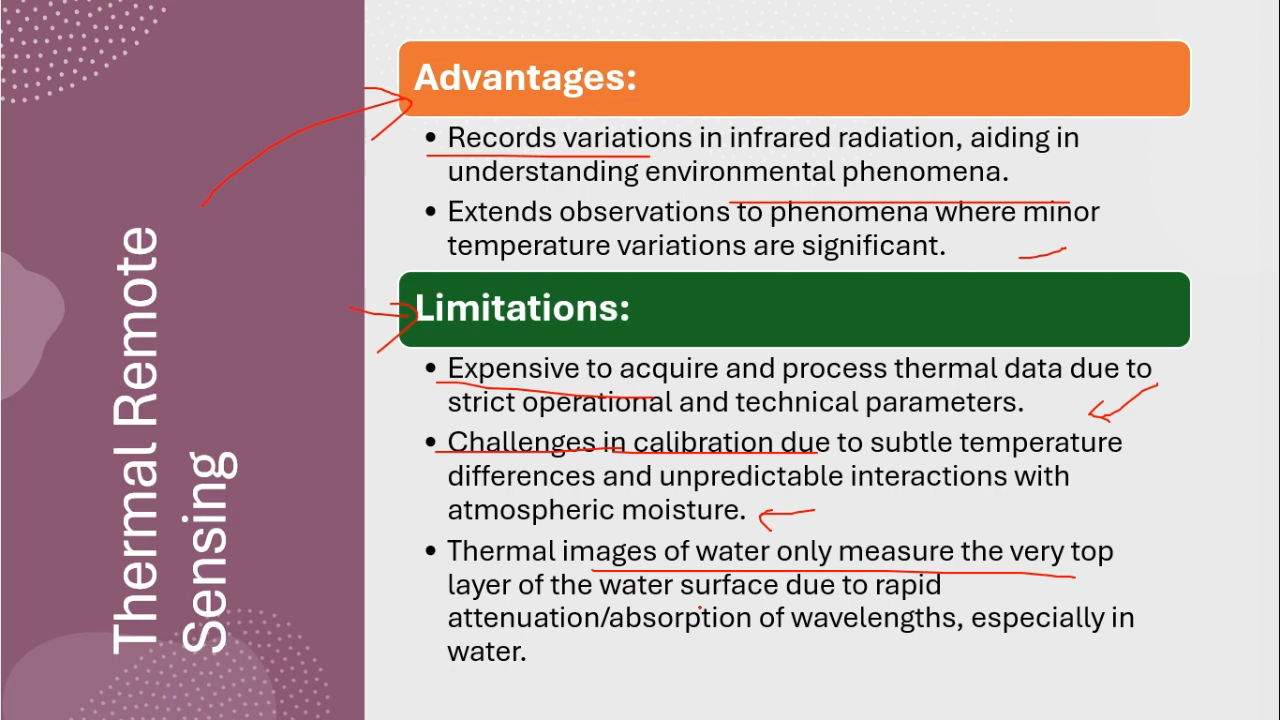 Thermal Remote
Sensing
Advantages:
• Records variations in infrared radiation, aiding in
understanding environmental phenomena.
• Extends observations to phenomena where minor
temperature variations are significant.
Limitations:
• Expensive to acquire and process thermal data due to
strict operational and technical parameters.
• Challenges in calibration due to subtle temperature
differences and unpredictable interactions with
atmospheric moisture.
• Thermal images of water only measure the very top
layer of the water surface due to rapid
attenuation/absorption of wavelengths, especially in
water.